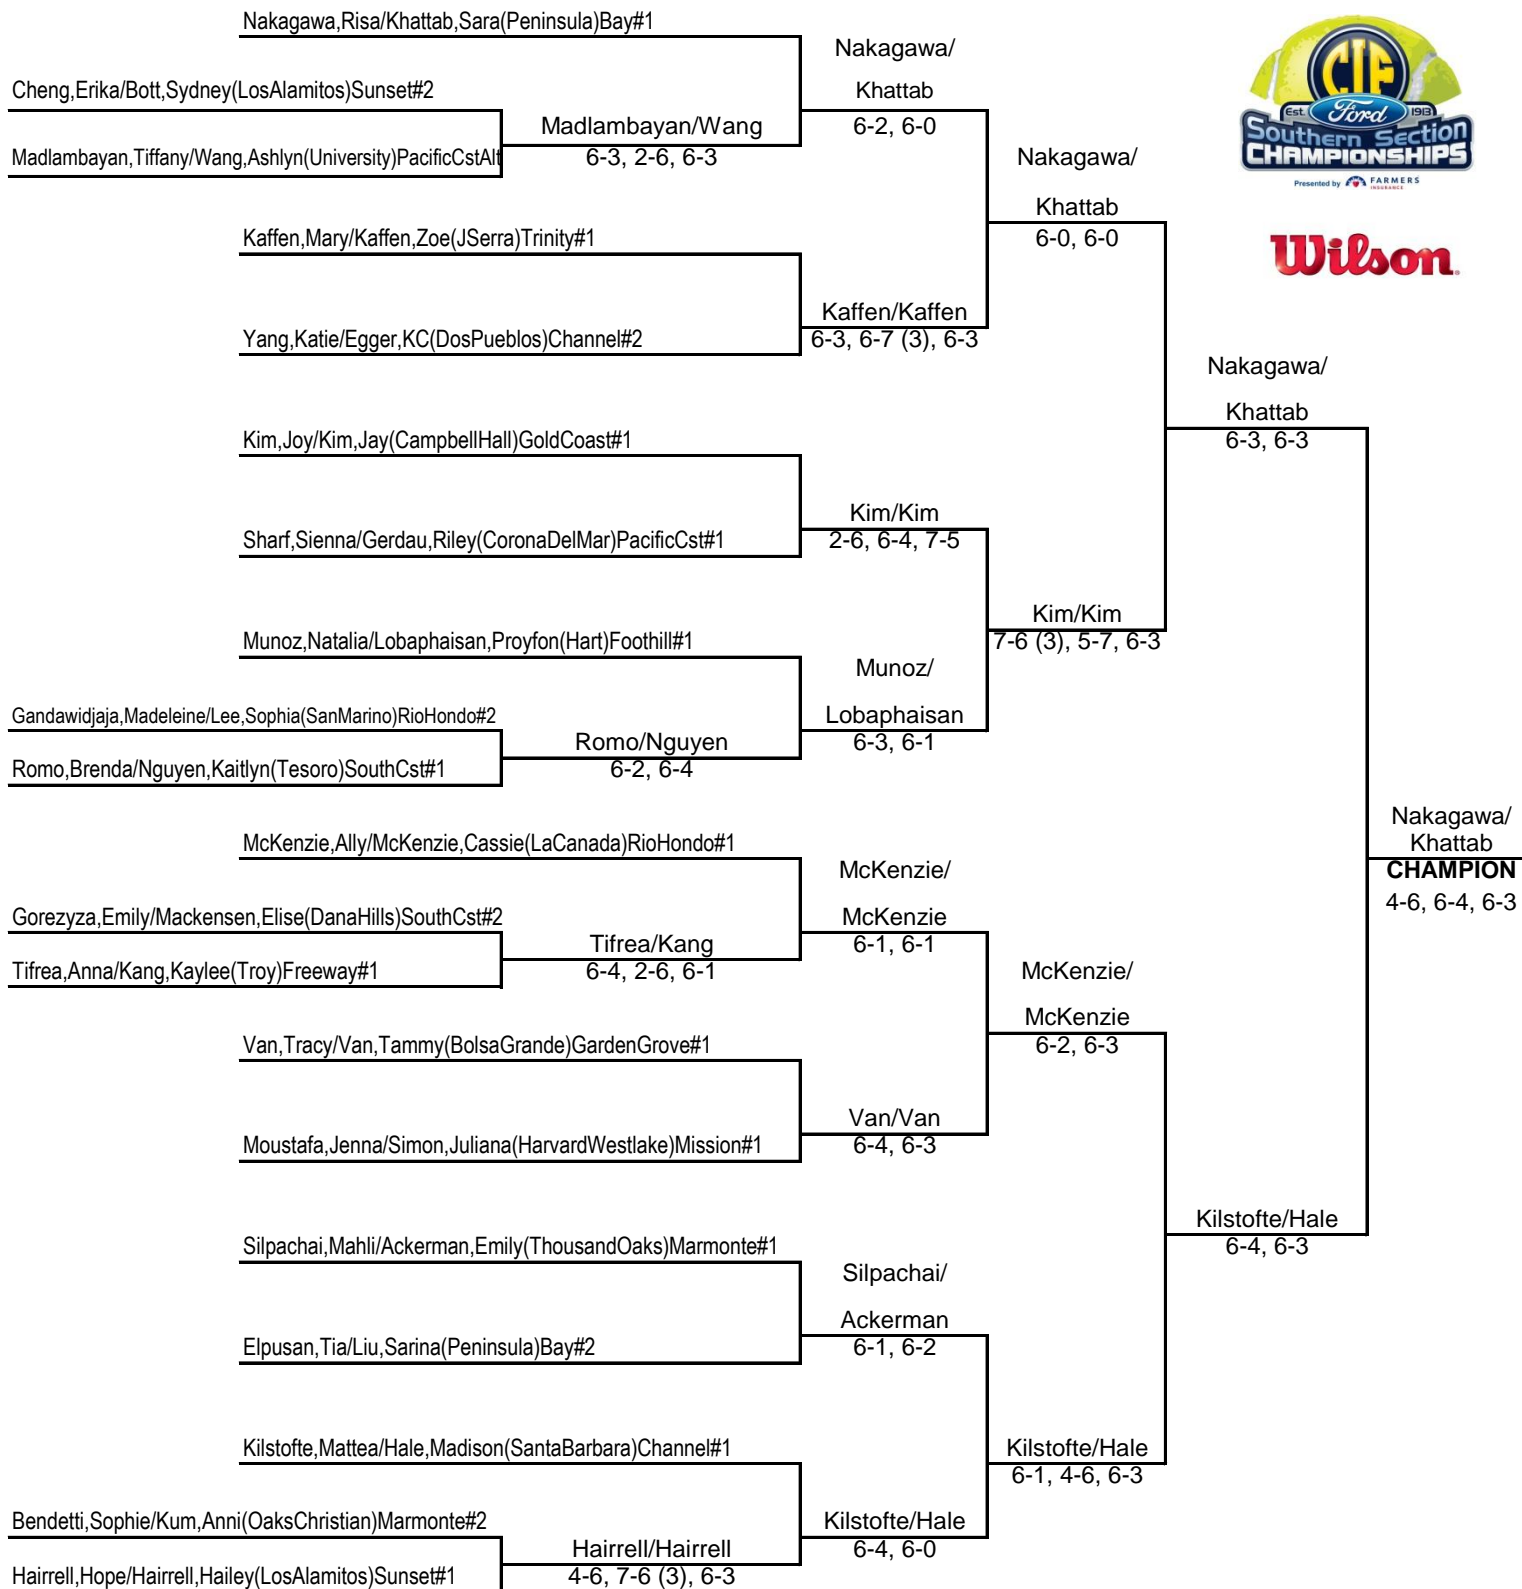 Nakagawa,Risa/Khattab,Sara(Peninsula)Bay#1
Nakagawa/
Khattab
6-2, 6-0
Cheng,Erika/Bott,Sydney(LosAlamitos)Sunset#2
Madlambayan/Wang
6-3, 2-6, 6-3
Madlambayan,Tiffany/Wang,Ashlyn(University)PacificCstAlt
Nakagawa/
Khattab
6-0, 6-0
Kaffen,Mary/Kaffen,Zoe(JSerra)Trinity#1
Kaffen/Kaffen
6-3, 6-7 (3), 6-3
Yang,Katie/Egger,KC(DosPueblos)Channel#2
Nakagawa/
Khattab
6-3, 6-3
Kim,Joy/Kim,Jay(CampbellHall)GoldCoast#1
Kim/Kim
2-6, 6-4, 7-5
Sharf,Sienna/Gerdau,Riley(CoronaDelMar)PacificCst#1
Kim/Kim
7-6 (3), 5-7, 6-3
Munoz,Natalia/Lobaphaisan,Proyfon(Hart)Foothill#1
Munoz/
Lobaphaisan
6-3, 6-1
Gandawidjaja,Madeleine/Lee,Sophia(SanMarino)RioHondo#2
Romo/Nguyen
6-2, 6-4
Romo,Brenda/Nguyen,Kaitlyn(Tesoro)SouthCst#1
Nakagawa/
Khattab
CHAMPION
4-6, 6-4, 6-3
McKenzie,Ally/McKenzie,Cassie(LaCanada)RioHondo#1
McKenzie/
McKenzie
6-1, 6-1
Gorezyza,Emily/Mackensen,Elise(DanaHills)SouthCst#2
Tifrea/Kang
6-4, 2-6, 6-1
Tifrea,Anna/Kang,Kaylee(Troy)Freeway#1
McKenzie/
McKenzie
6-2, 6-3
Van,Tracy/Van,Tammy(BolsaGrande)GardenGrove#1
Van/Van
6-4, 6-3
Moustafa,Jenna/Simon,Juliana(HarvardWestlake)Mission#1
Kilstofte/Hale
6-4, 6-3
Silpachai,Mahli/Ackerman,Emily(ThousandOaks)Marmonte#1
Silpachai/
Ackerman
6-1, 6-2
Elpusan,Tia/Liu,Sarina(Peninsula)Bay#2
Kilstofte/Hale
6-1, 4-6, 6-3
Kilstofte,Mattea/Hale,Madison(SantaBarbara)Channel#1
Kilstofte/Hale
6-4, 6-0
Bendetti,Sophie/Kum,Anni(OaksChristian)Marmonte#2
Hairrell/Hairrell
4-6, 7-6 (3), 6-3
Hairrell,Hope/Hairrell,Hailey(LosAlamitos)Sunset#1
CIF
Est. Ford 1913
Southern Section
CHAMPIONSHIPS
Presented by FARMERS
INSURANCE
Wilson.